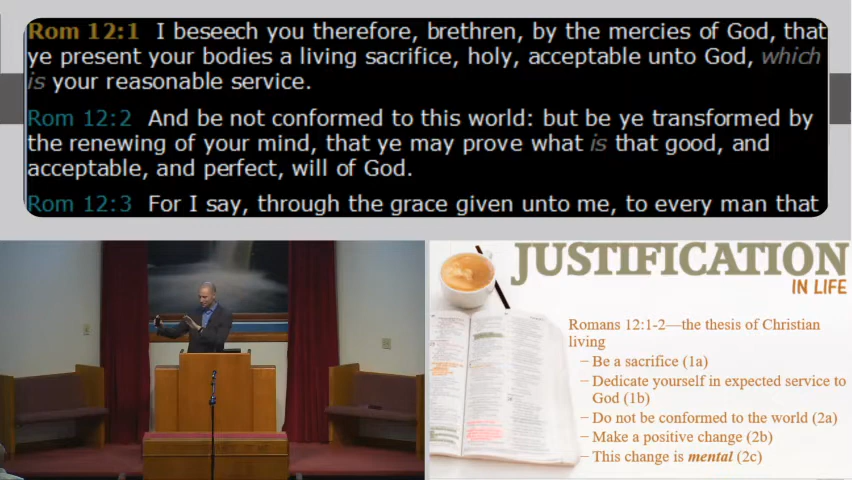 Rom 12:1 I beseech you therefore, brethren, by the mercies of God, that
ye present your bodies a living sacrifice, holy, acceptable unto God, which
is your reasonable service.
Rom 12:2 And be not conformed to this world: but be ye transformed by
the renewing of your mind, that ye may prove what is that good, and
acceptable, and perfect, will of God.
Rom 12:3 For I say, through the grace given unto me, to every man that
JUSTIFICATION
IN LIFE
Romans 12:1-2—the thesis of Christian
living
– Be a sacrifice (1a)
– Dedicate yourself in expected service to
God (1b)
– Do not be conformed to the world (2a)
– Make a positive change (2b)
– This change is mental (2c)